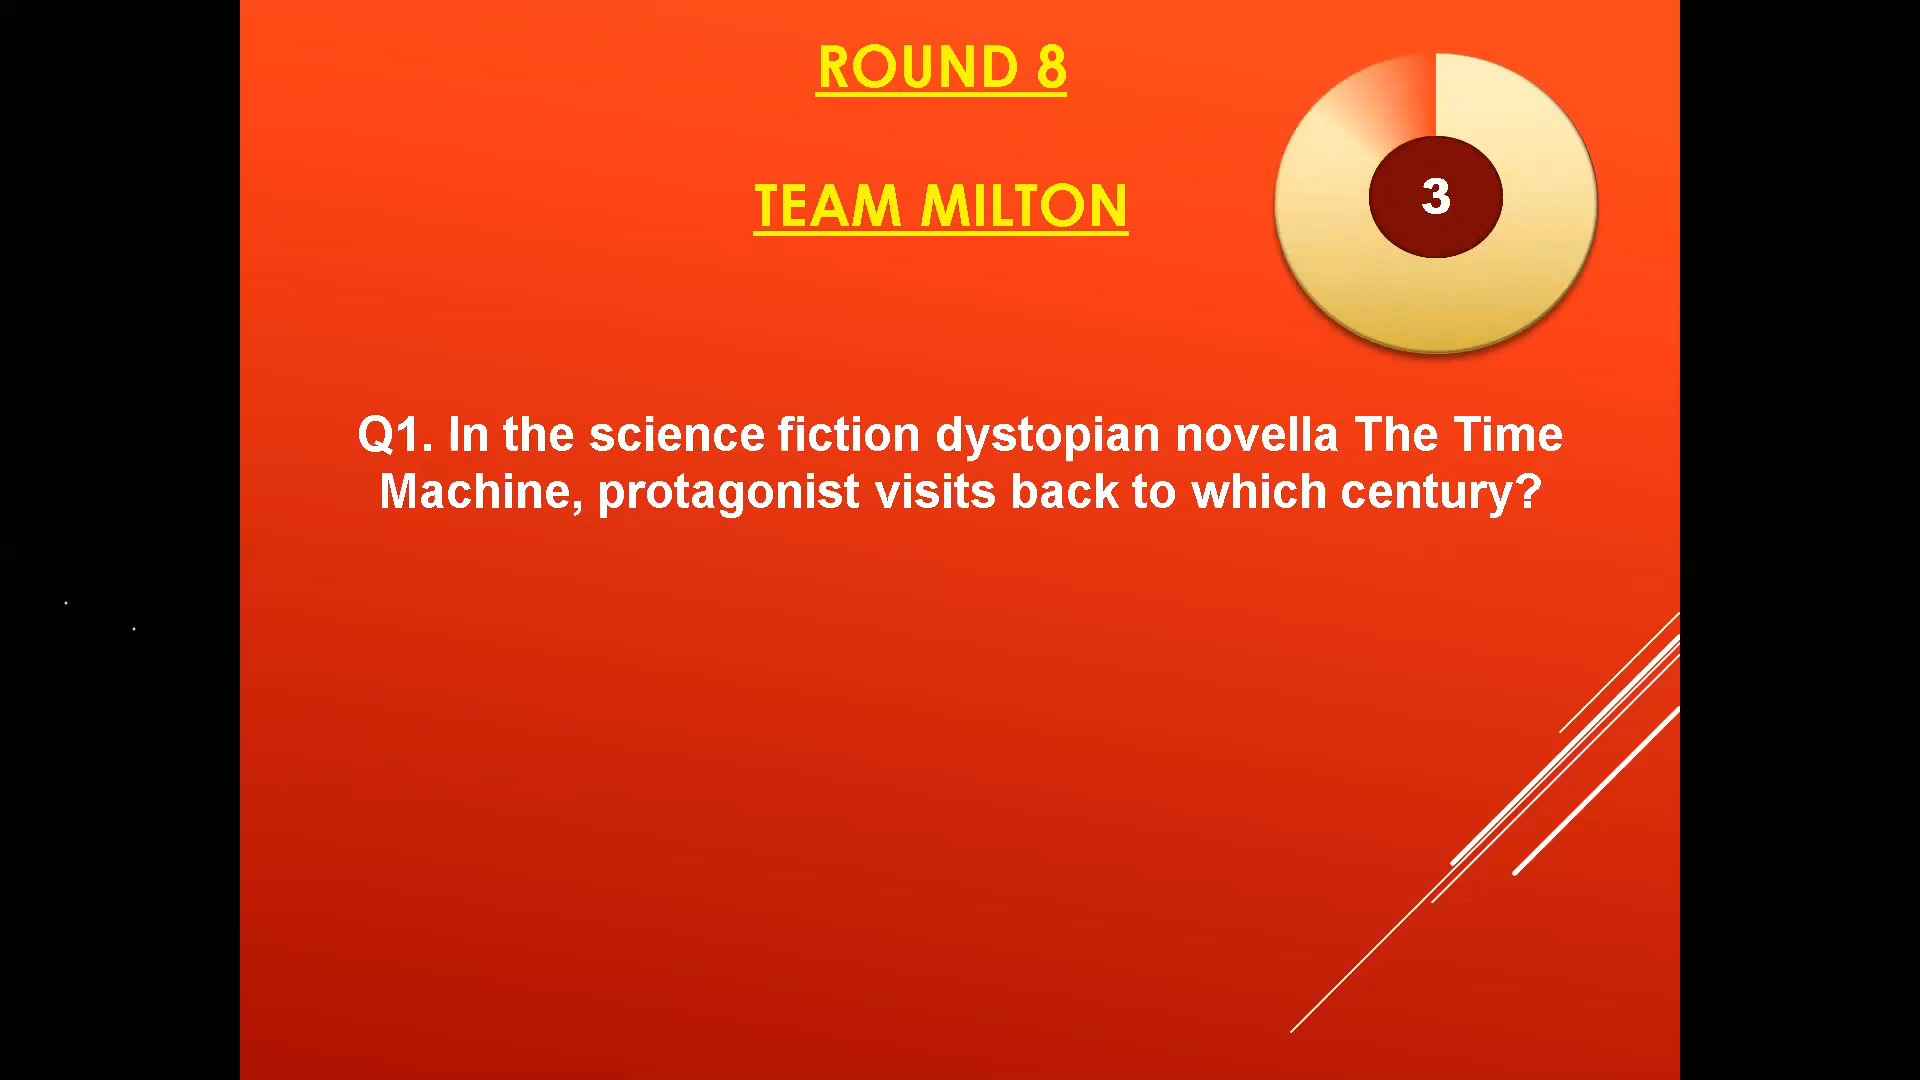 ROUND 8
TEAM MILTON
3
Q1. In the science fiction dystopian novella The Time
Machine, protagonist visits back to which century?